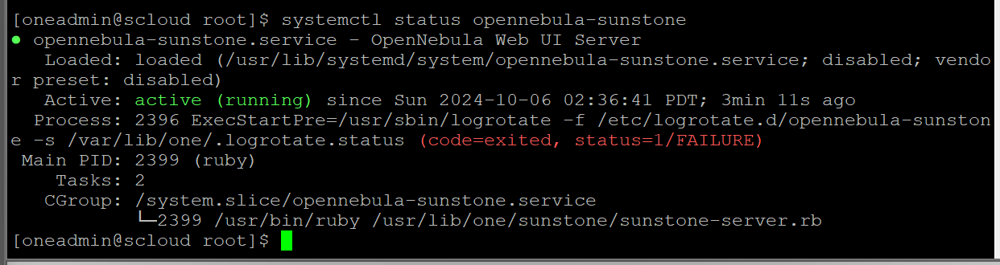 [oneadmin@scloud root]$ systemctl status opennebula-sunstone
● opennebula-sunstone.service - OpenNebula Web UI Server
   Loaded: loaded (/usr/lib/systemd/system/opennebula-sunstone.service; disabled; vendo
r preset: disabled)
   Active: active (running) since Sun 2024-10-06 02:36:41 PDT; 3min 11s ago
  Process: 2396 ExecStartPre=/usr/sbin/logrotate -f /etc/logrotate.d/opennebula-sunston
e -s /var/lib/one/.logrotate.status (code=exited, status=1/FAILURE)
 Main PID: 2399 (ruby)
    Tasks: 2
   CGroup: /system.slice/opennebula-sunstone.service
           └─2399 /usr/bin/ruby /usr/lib/one/sunstone/sunstone-server.rb
[oneadmin@scloud root]$